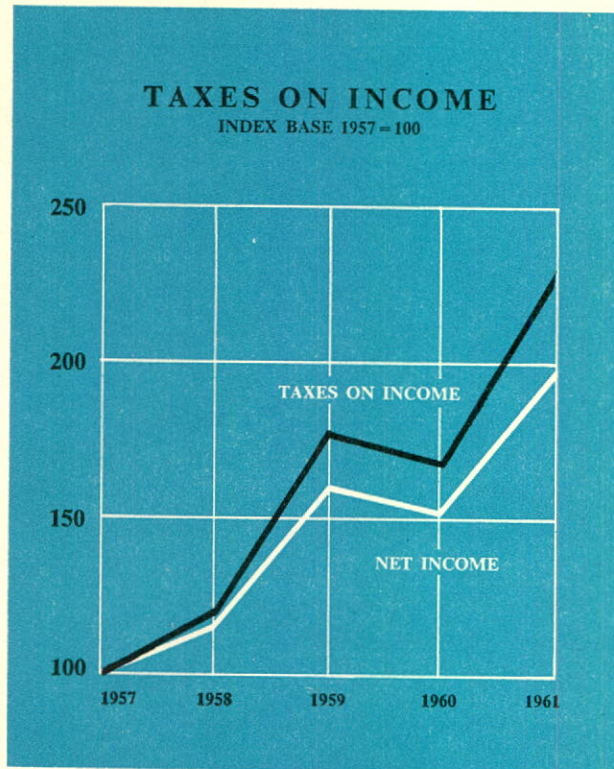 TAXES ON INCOME
INDEX BASE 1957=100
250
200
TAXES ON INCOME
150
NET INCOME
100
1957 1958 1959 1960 1961